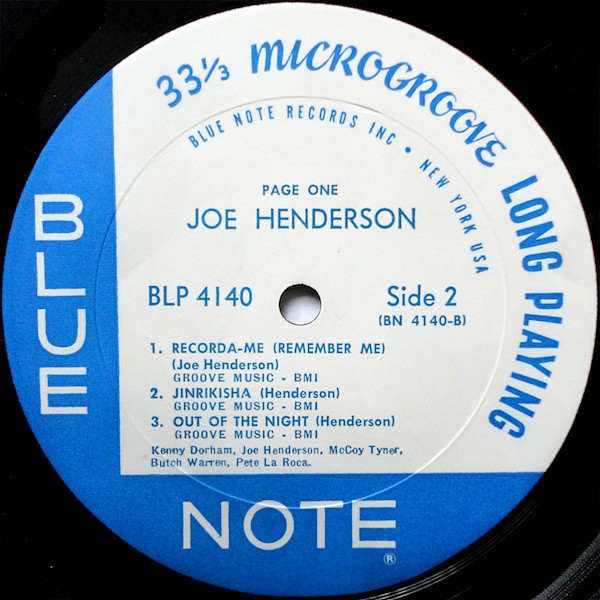 33⅓ MICROGROOVE LONG PLAYING
BLUE NOTE RECORDS INC • NEW YORK USA
PAGE ONE
JOE HENDERSON
BLP 4140
Side 2
(BN 4140-B)
1. RECORDA-ME (REMEMBER ME)
(Joe Henderson)
GROOVE MUSIC - BMI
2. JINRIKISHA (Henderson)
GROOVE MUSIC - BMI
3. OUT OF THE NIGHT (Henderson)
GROOVE MUSIC - BMI
Kenny Dorham, Joe Henderson, McCoy Tyner,
Butch Warren, Pete La Roca.
BLUE
NOTE®